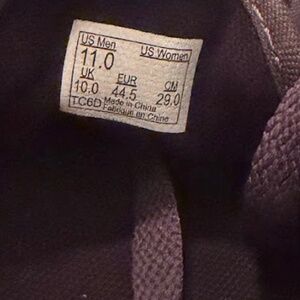 US Men US Women
11.0
UK EUR CM
10.0 44.5 29.0
TC6D Made in China
Fabriqué en Chine